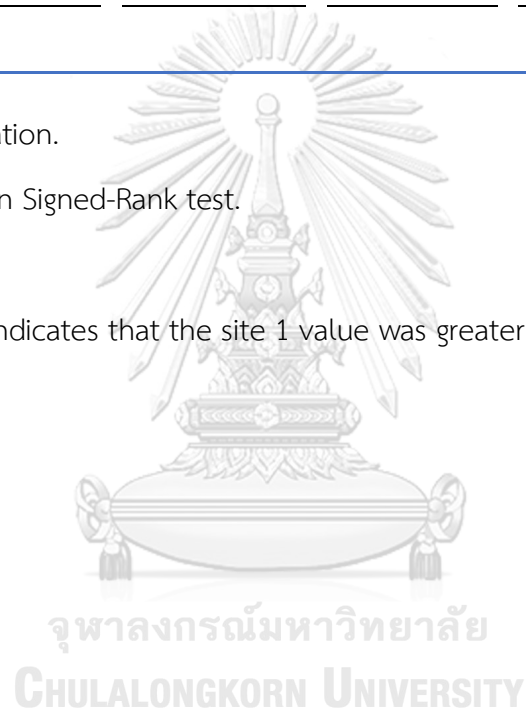 ation.
n Signed-Rank test.
ndicates that the site 1 value was greater
จุฬาลงกรณ์มหาวิทยาลัย
CHULALONGKORN UNIVERSITY